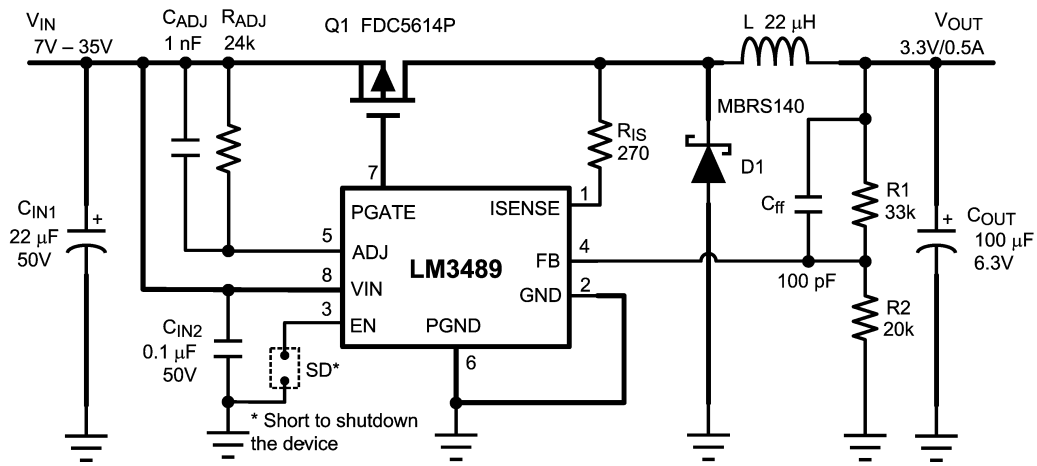 VIN
7V – 35V
CADJ
1 nF
RADJ
24k
Q1 FDC5614P
L 22 μH
VOUT
3.3V/0.5A
MBRS140
RIS
270
D1
7
1
PGATE
ISENSE
CIN1
22 μF
50V
+
5
ADJ
LM3489
4
FB
Cff
100 pF
R1
33k
+
COUT
100 μF
6.3V
8
VIN
2
GND
3
EN
PGND
6
R2
20k
CIN2
0.1 μF
50V
SD*
* Short to shutdown
the device